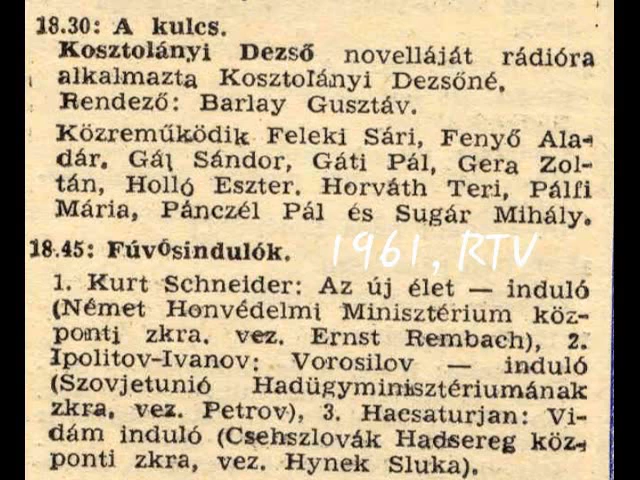 18.30: A kulcs.
Kosztolányi Dezső novelláját rádióra
alkalmazta Kosztolányi Dezsőné.
Rendező: Barlay Gusztáv.
Közreműködik Feleki Sári, Fenyő Ala-
dár. Gál Sándor, Gáti Pál, Gera Zol-
tán, Holló Eszter. Horváth Teri, Pálfi
Mária, Pánczél Pál és Sugár Mihály.
18.45: Fúvósindulók. 1961, RTV
1. Kurt Schneider: Az új élet — induló
(Német Honvédelmi Minisztérium köz-
ponti zkra. vez. Ernst Rembach), 2.
Ipolitov-Ivanov: Vorosilov — induló
(Szovjetunió Hadügyminisztériumának
zkra, vez. Petrov), 3. Hacsaturjan: Vi-
dám induló (Csehszlovák Hadsereg köz-
ponti zkra, vez. Hynek Sluka).